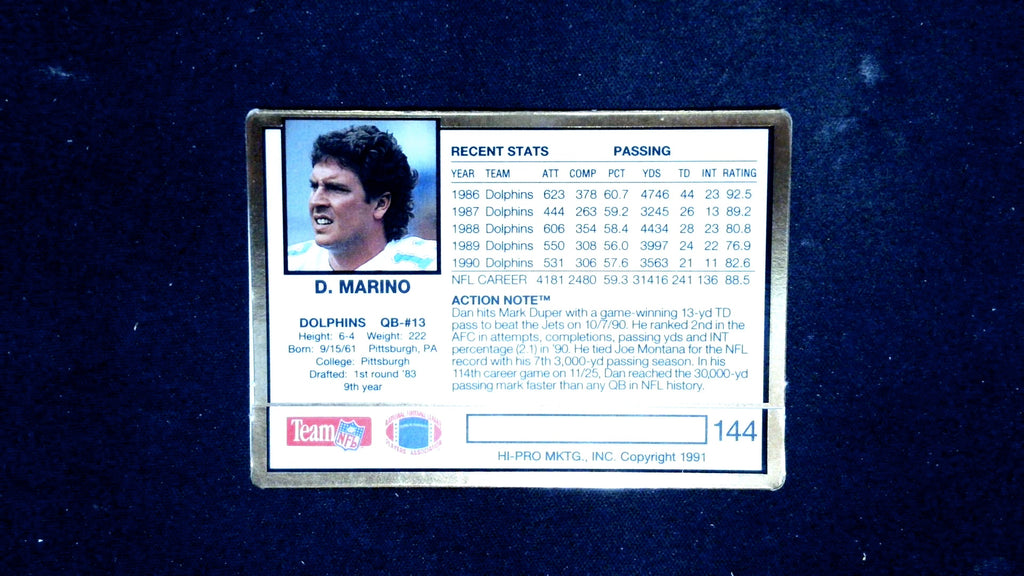 RECENT STATS PASSING
YEAR TEAM ATT COMP PCT YDS TD INT RATING
1986 Dolphins 623 378 60.7 4746 44 23 92.5
1987 Dolphins 444 263 59.2 3245 26 13 89.2
1988 Dolphins 606 354 58.4 4434 28 23 80.8
1989 Dolphins 550 308 56.0 3997 24 22 76.9
1990 Dolphins 531 306 57.6 3563 21 11 82.6
NFL CAREER 4181 2480 59.3 31416 241 136 88.5
D. MARINO
DOLPHINS QB-#13
Height: 6-4 Weight: 222
Born: 9/15/61 Pittsburgh, PA
College: Pittsburgh
Drafted: 1st round '83
9th year
ACTION NOTE™
Dan hits Mark Duper with a game-winning 13-yd TD
pass to beat the Jets on 10/7/90. He ranked 2nd in the
AFC in attempts, completions, passing yds and INT
percentage (2.1) in '90. He tied Joe Montana for the NFL
record with his 7th 3,000-yd passing season. In his
114th career game on 11/25, Dan reached the 30,000-yd
passing mark faster than any QB in NFL history.
Team NFL
144
HI-PRO MKTG., INC. Copyright 1991